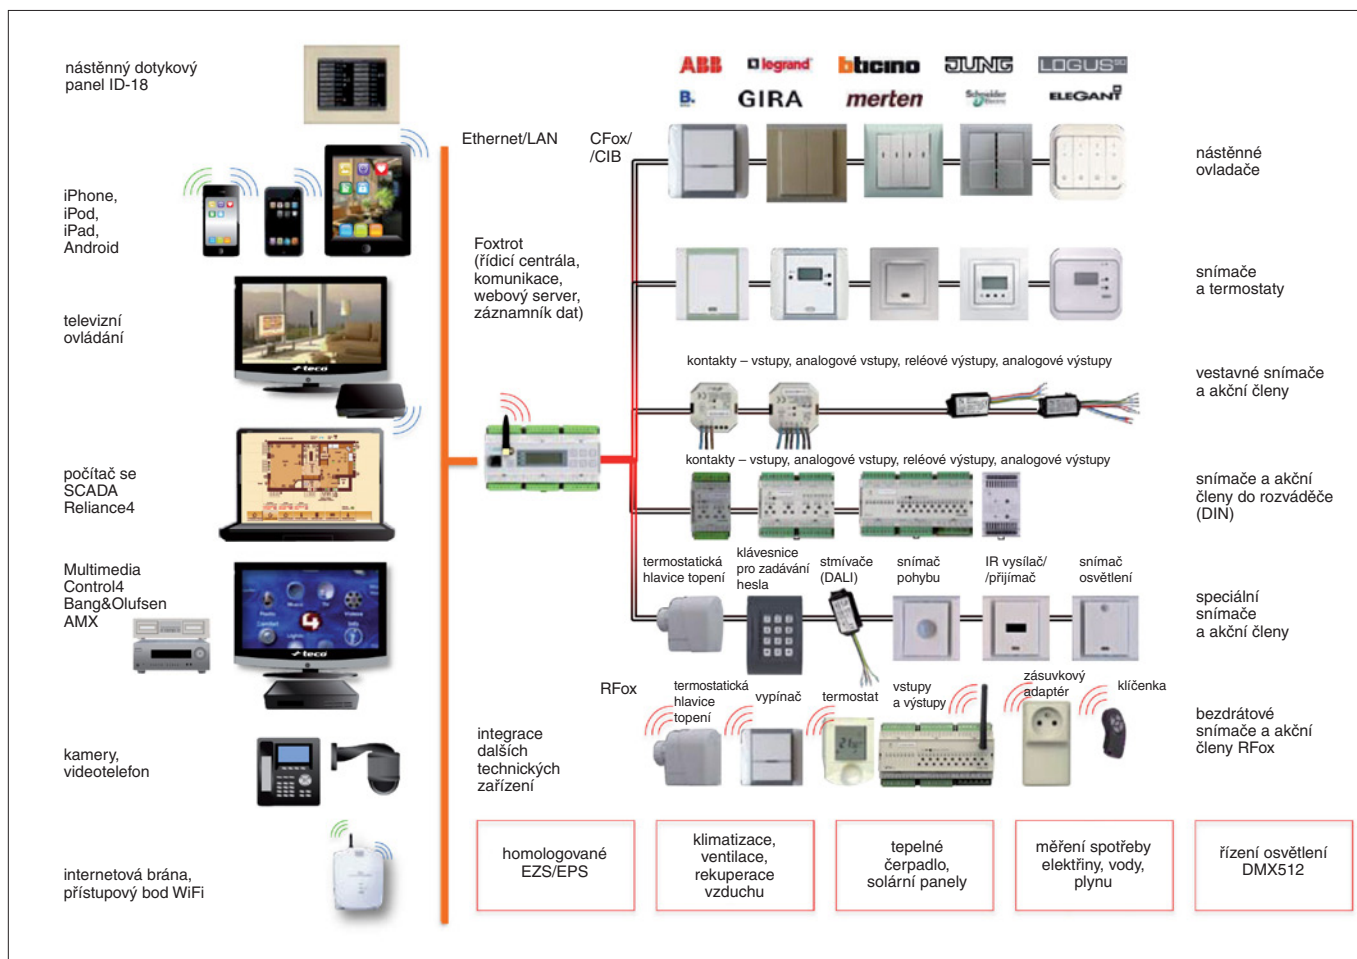 nástěnný dotykový
panel ID-18
iPhone,
iPod,
iPad,
Android
televizní
ovládání
teco
počítač se
SCADA
Reliance4
Multimedia
Control4
Bang&Olufsen
AMX
4
teco
kamery,
videotelefon
internetová brána,
přístupový bod WiFi
Ethernet/LAN
Foxtrot
(řídicí centrála,
komunikace,
webový server,
záznamník dat)
CFox/
/CIB
ABB
legrand
bticino
JUNG
LOGUS90
B.
GIRA
merten
Schneider
Electric
ELEGANT
nástěnné
ovladače
snímače
a termostaty
kontakty – vstupy, analogové vstupy, reléové výstupy, analogové výstupy
vestavné snímače
a akční členy
kontakty – vstupy, analogové vstupy, reléové výstupy, analogové výstupy
snímače a akční
členy do rozváděče
(DIN)
termostatická
hlavice topení
klávesnice
pro zadávání
hesla
stmívače
(DALI)
snímač
pohybu
IR vysílač/
/přijímač
snímač
osvětlení
speciální
snímače
a akční členy
RFox
termostatická
hlavice
topení
vypínač
termostat
vstupy
a výstupy
zásuvkový
adaptér
klíčenka
bezdrátové
snímače a akční
členy RFox
integrace
dalších
technických
zařízení
homologované
EZS/EPS
klimatizace,
ventilace,
rekuperace
vzduchu
tepelné
čerpadlo,
solární panely
měření spotřeby
elektřiny, vody,
plynu
řízení osvětlení
DMX512